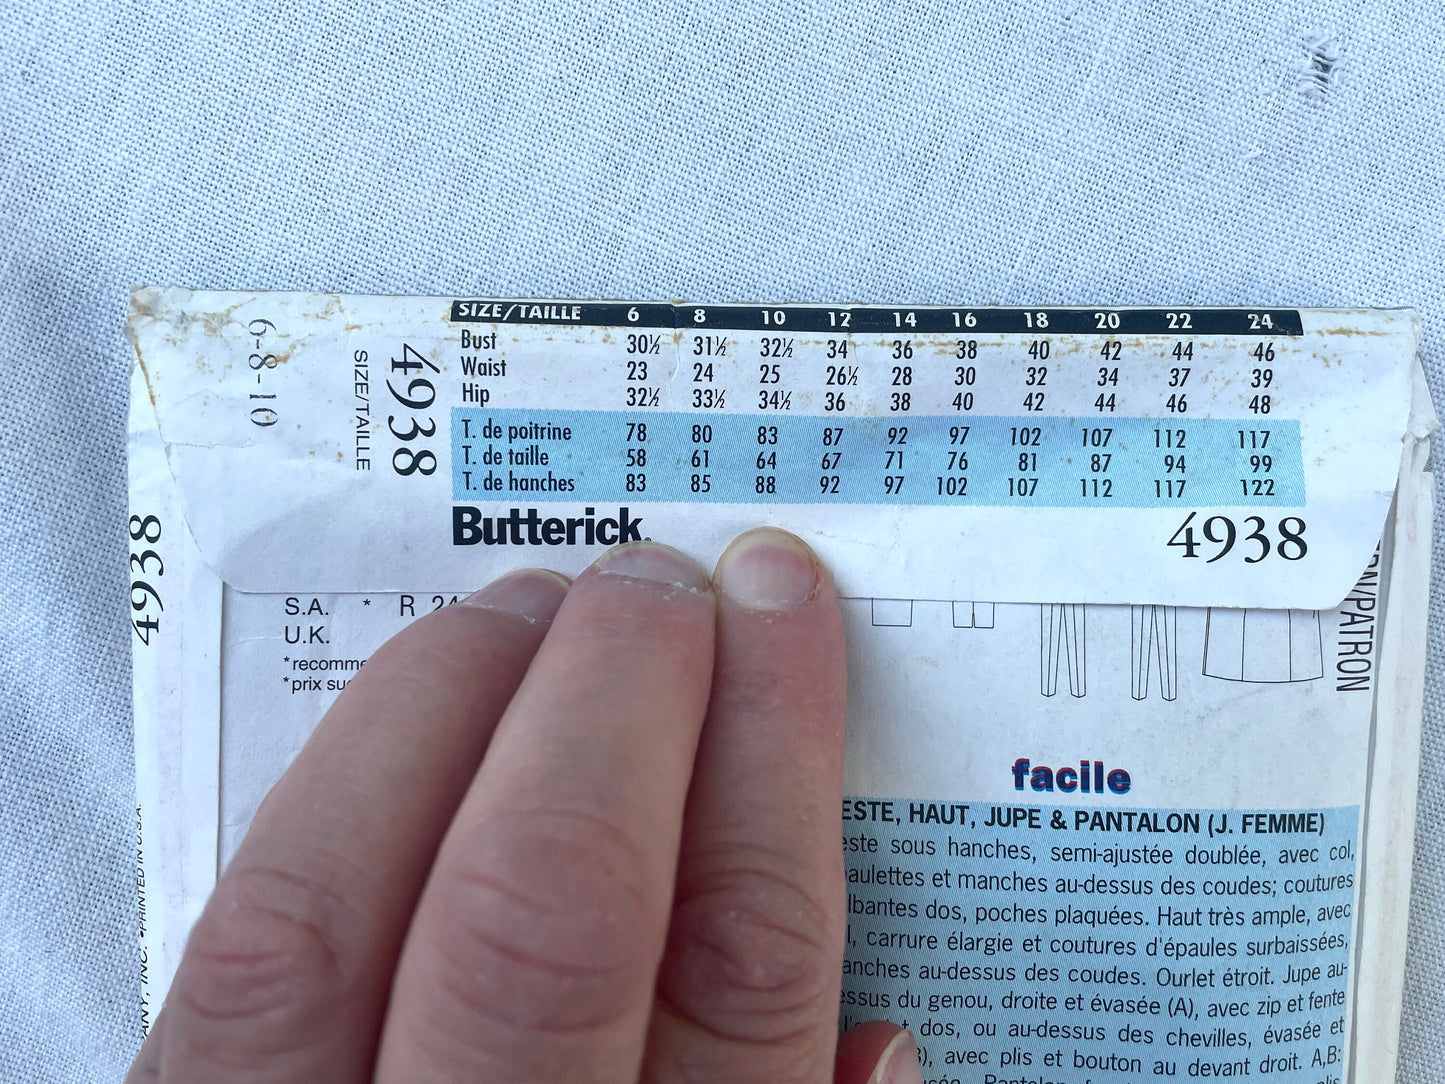 SIZE/TAILLE 6 8 10 12 14 16 18 20 22 24
Bust 30½ 31½ 32½ 34 36 38 40 42 44 46
Waist 23 24 25 26½ 28 30 32 34 37 39
Hip 32½ 33½ 34½ 36 38 40 42 44 46 48
T. de poitrine 78 80 83 87 92 97 102 107 112 117
T. de taille 58 61 64 67 71 76 81 87 94 99
T. de hanches 83 85 88 92 97 102 107 112 117 122
Butterick
4938
6-8-10
SIZE/TAILLE
4938
4938
S.A. * R 24
U.K.
*prix
/PATRON
facile
HAUT, JUPE & PANTALON (J. FEMME)
sous hanches, semi-ajustée doublée, avec col,
et manches au-dessus des coudes; coutures
dos, poches plaquées. Haut très ample, avec
carrure élargie et coutures d'épaules surbaissées,
au-dessus des coudes. Ourlet étroit. Jupe au-
du genou, droite et évasée (A), avec zip et fente
dos, ou au-dessus des chevilles, évasée et
avec plis et bouton au devant droit. A,B:
INC. •PRINTED IN U.S.A.